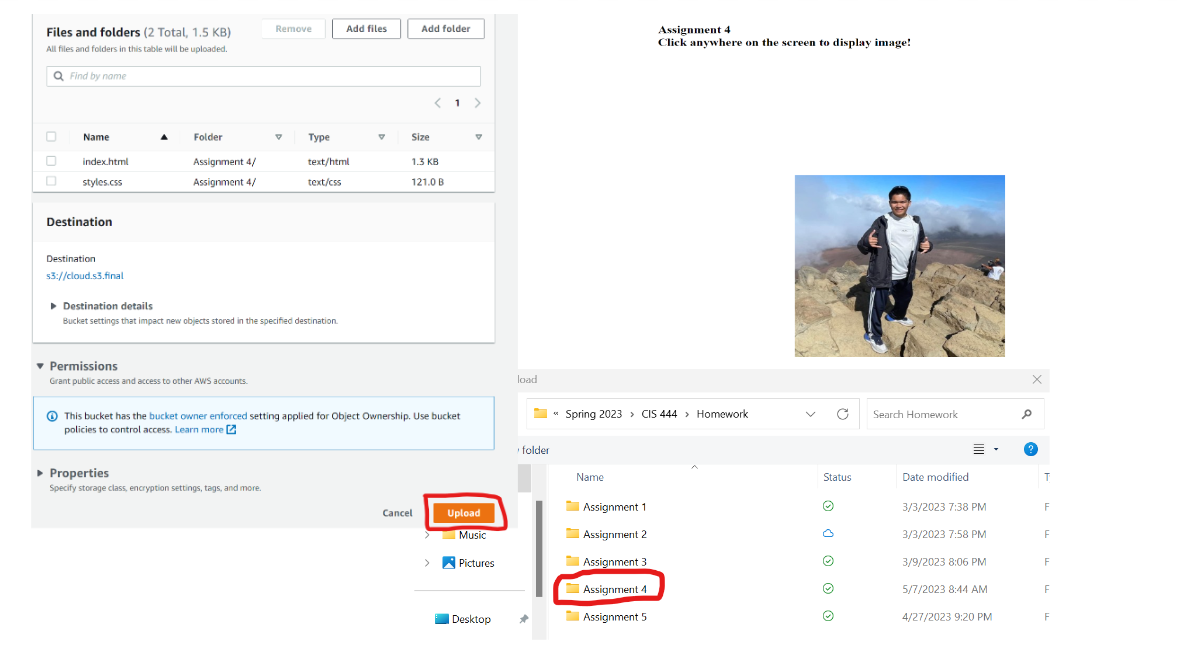 Files and folders (2 Total, 1.5 KB)
Remove
Add files
Add folder
All files and folders in this table will be uploaded.
Find by name
1
Name Folder Type Size
index.html Assignment 4/ text/html 1.3 KB
styles.css Assignment 4/ text/css 121.0 B
Destination
Destination
s3://cloud.s3.final
Destination details
Bucket settings that impact new objects stored in the specified destination.
Permissions
Grant public access and access to other AWS accounts.
This bucket has the bucket owner enforced setting applied for Object Ownership. Use bucket
policies to control access. Learn more
Properties
Specify storage class, encryption settings, tags, and more.
Cancel
Upload
Assignment 4
Click anywhere on the screen to display image!
load
« Spring 2023 › CIS 444 › Homework
Search Homework
folder
?
Name Status Date modified T
Assignment 1 3/3/2023 7:38 PM F
Assignment 2 3/3/2023 7:58 PM F
Assignment 3 3/9/2023 8:06 PM F
Assignment 4 5/7/2023 8:44 AM F
Assignment 5 4/27/2023 9:20 PM F
Music
Pictures
Desktop